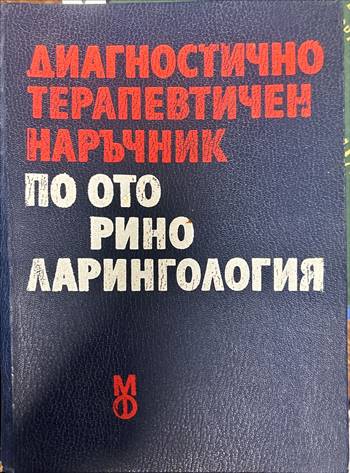 ДИАГНОСТИЧНО
ТЕРАПЕВТИЧЕН
НАРЪЧНИК
ПО ОТО
РИНО
ЛАРИНГОЛОГИЯ
МФ